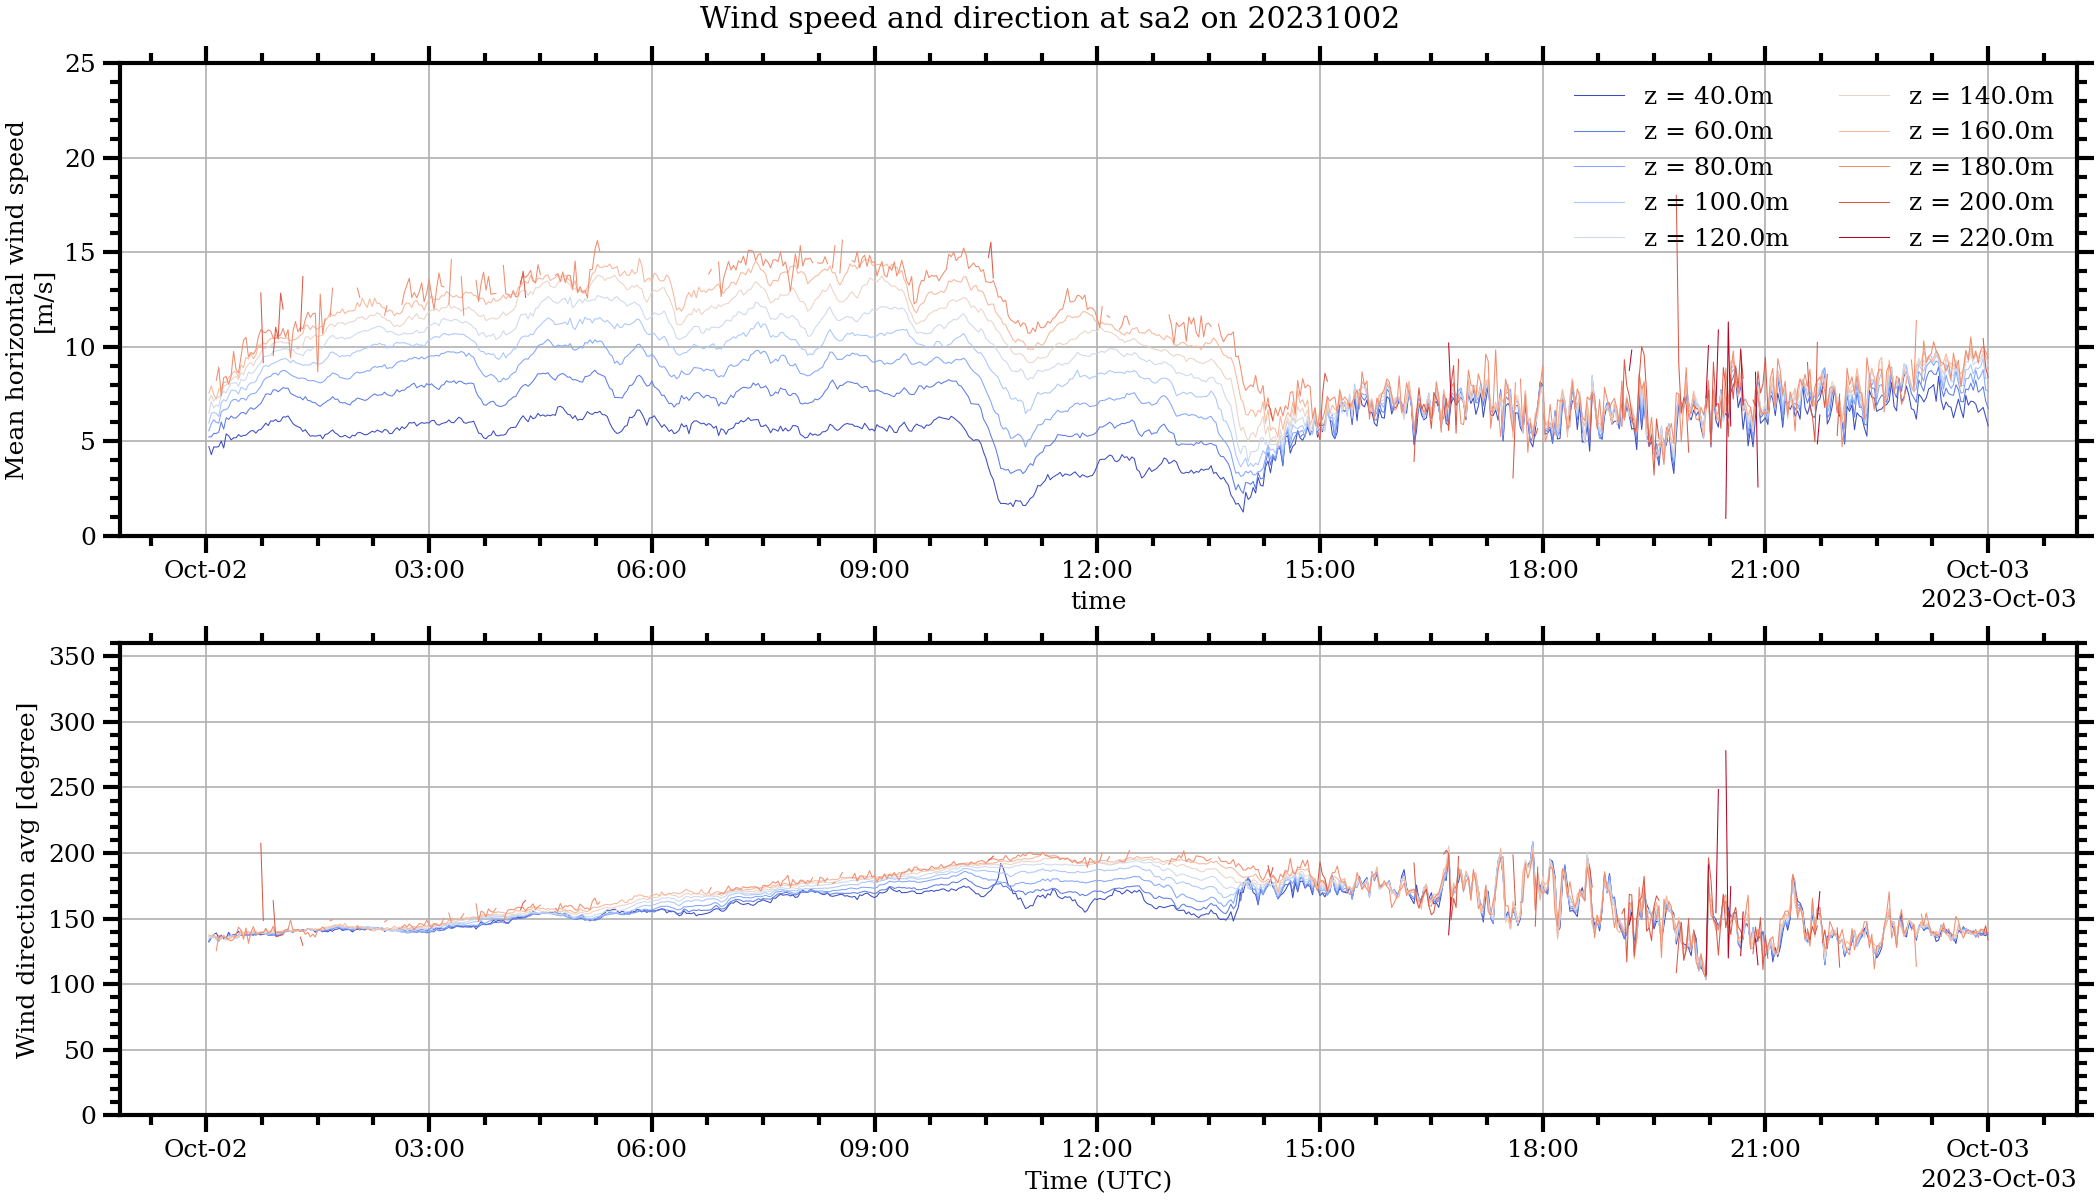 Wind speed and direction at sa2 on 20231002
Mean horizontal wind speed
[m/s]
25
20
15
10
5
0
z = 40.0m
z = 60.0m
z = 80.0m
z = 100.0m
z = 120.0m
z = 140.0m
z = 160.0m
z = 180.0m
z = 200.0m
z = 220.0m
Oct-02 03:00 06:00 09:00 12:00 15:00 18:00 21:00 Oct-03
time
2023-Oct-03
Wind direction avg [degree]
350
300
250
200
150
100
50
0
Oct-02 03:00 06:00 09:00 12:00 15:00 18:00 21:00 Oct-03
Time (UTC)
2023-Oct-03